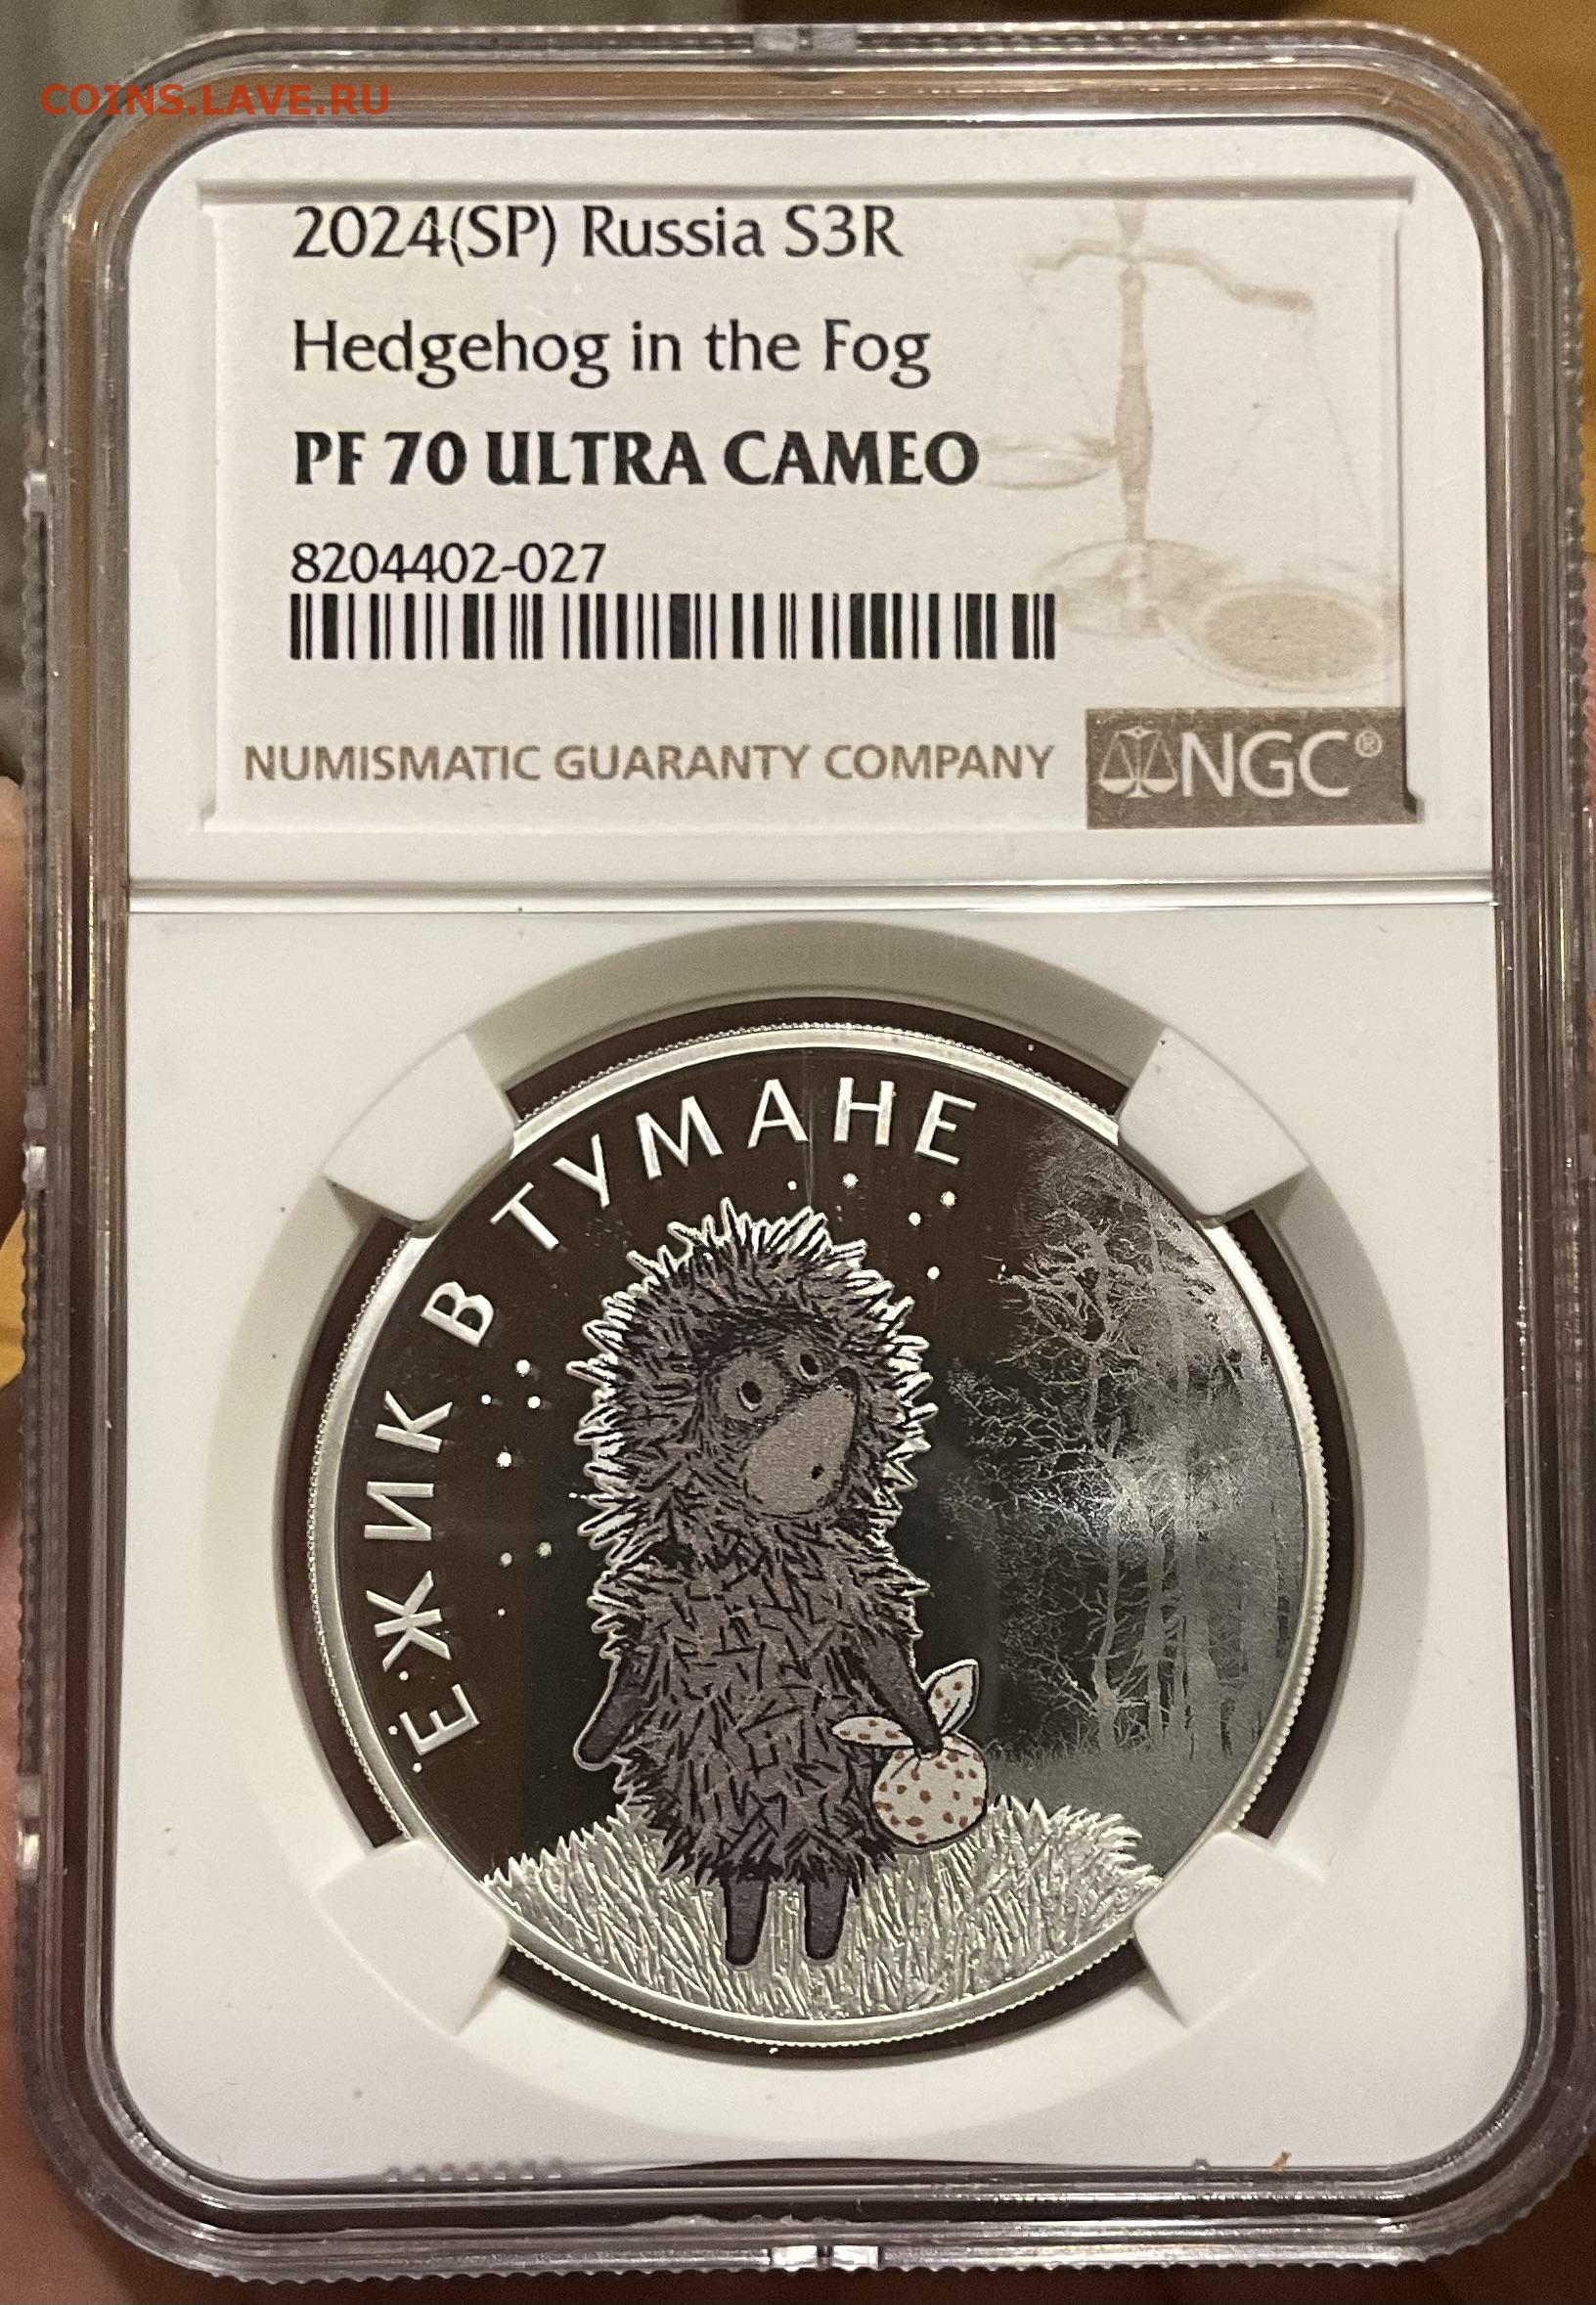 COINS.LAVE.RU
2024(SP) Russia S3R
Hedgehog in the Fog
PF 70 ULTRA CAMEO
8204402-027
NUMISMATIC GUARANTY COMPANY NGC®
ЁЖИК В ТУМАНЕ